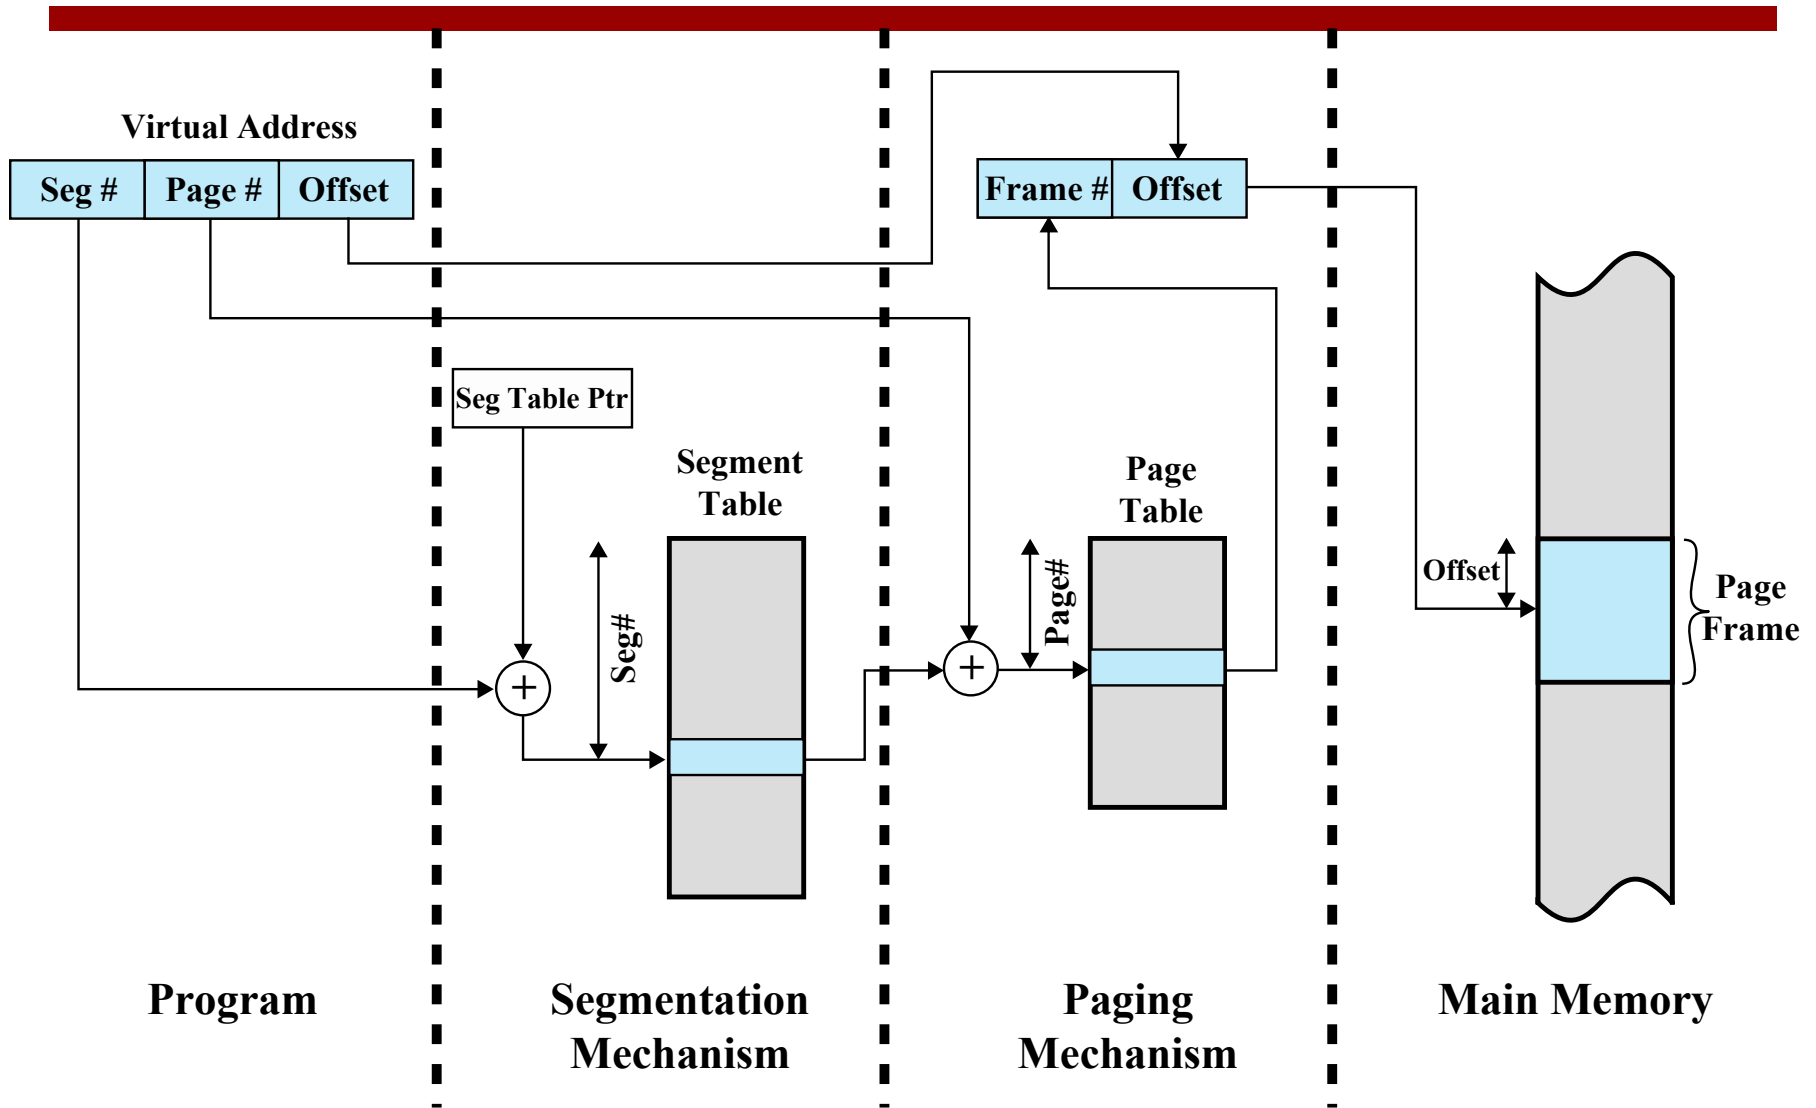 Virtual Address
Seg # Page # Offset
Frame # Offset
Seg Table Ptr
Segment
Table
Seg#
+
Page
Table
Page#
+
Offset
Page
Frame
Program
Segmentation
Mechanism
Paging
Mechanism
Main Memory